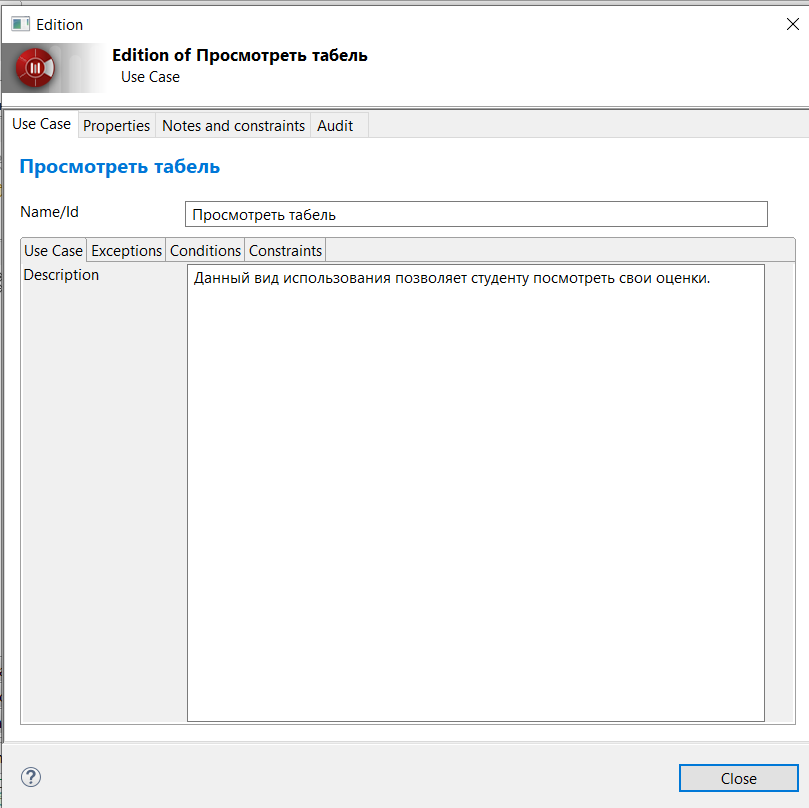 Edition
Edition of Просмотреть табель
Use Case
Use Case Properties Notes and constraints Audit
Просмотреть табель
Name/Id Просмотреть табель
Use Case Exceptions Conditions Constraints
Description Данный вид использования позволяет студенту посмотреть свои оценки.
Close